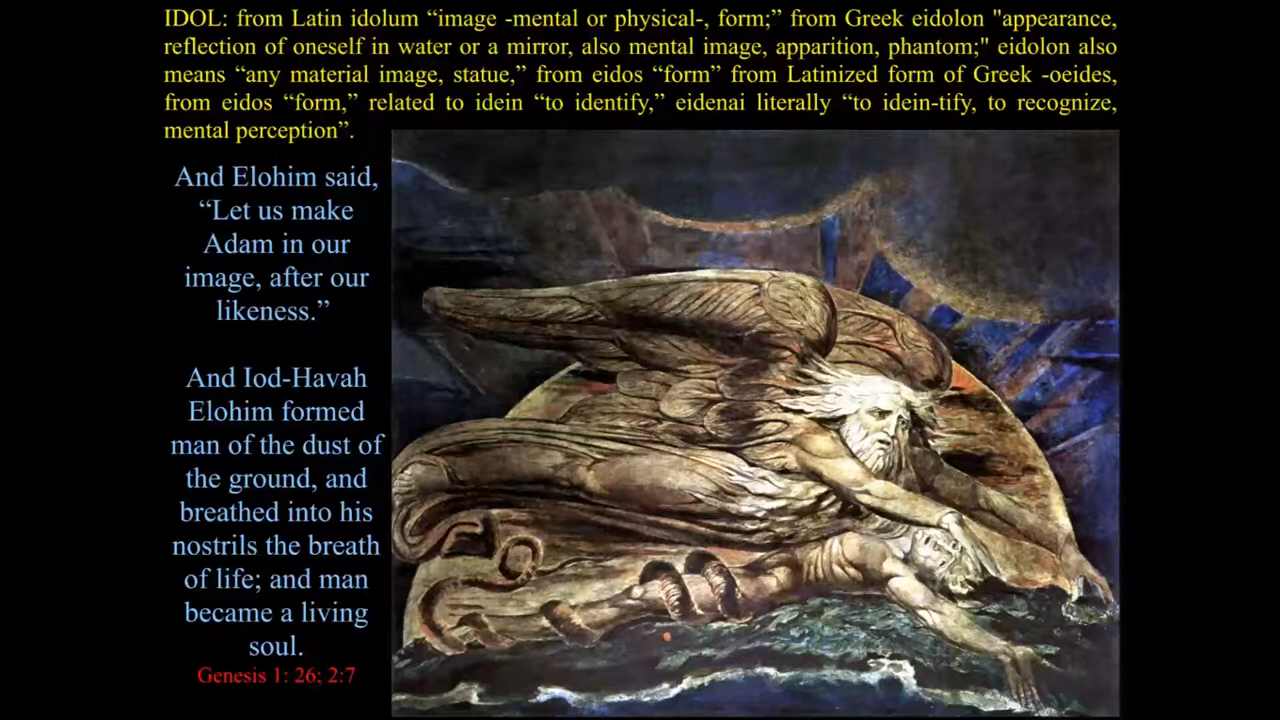 IDOL: from Latin idolum “image -mental or physical-, form;” from Greek eidolon "appearance,
reflection of oneself in water or a mirror, also mental image, apparition, phantom;" eidolon also
means “any material image, statue,” from eidos “form” from Latinized form of Greek -oeides,
from eidos “form,” related to idein “to identify,” eidenai literally “to idein-tify, to recognize,
mental perception”.
And Elohim said,
“Let us make
Adam in our
image, after our
likeness.”
And Iod-Havah
Elohim formed
man of the dust of
the ground, and
breathed into his
nostrils the breath
of life; and man
became a living
soul.
Genesis 1: 26; 2:7